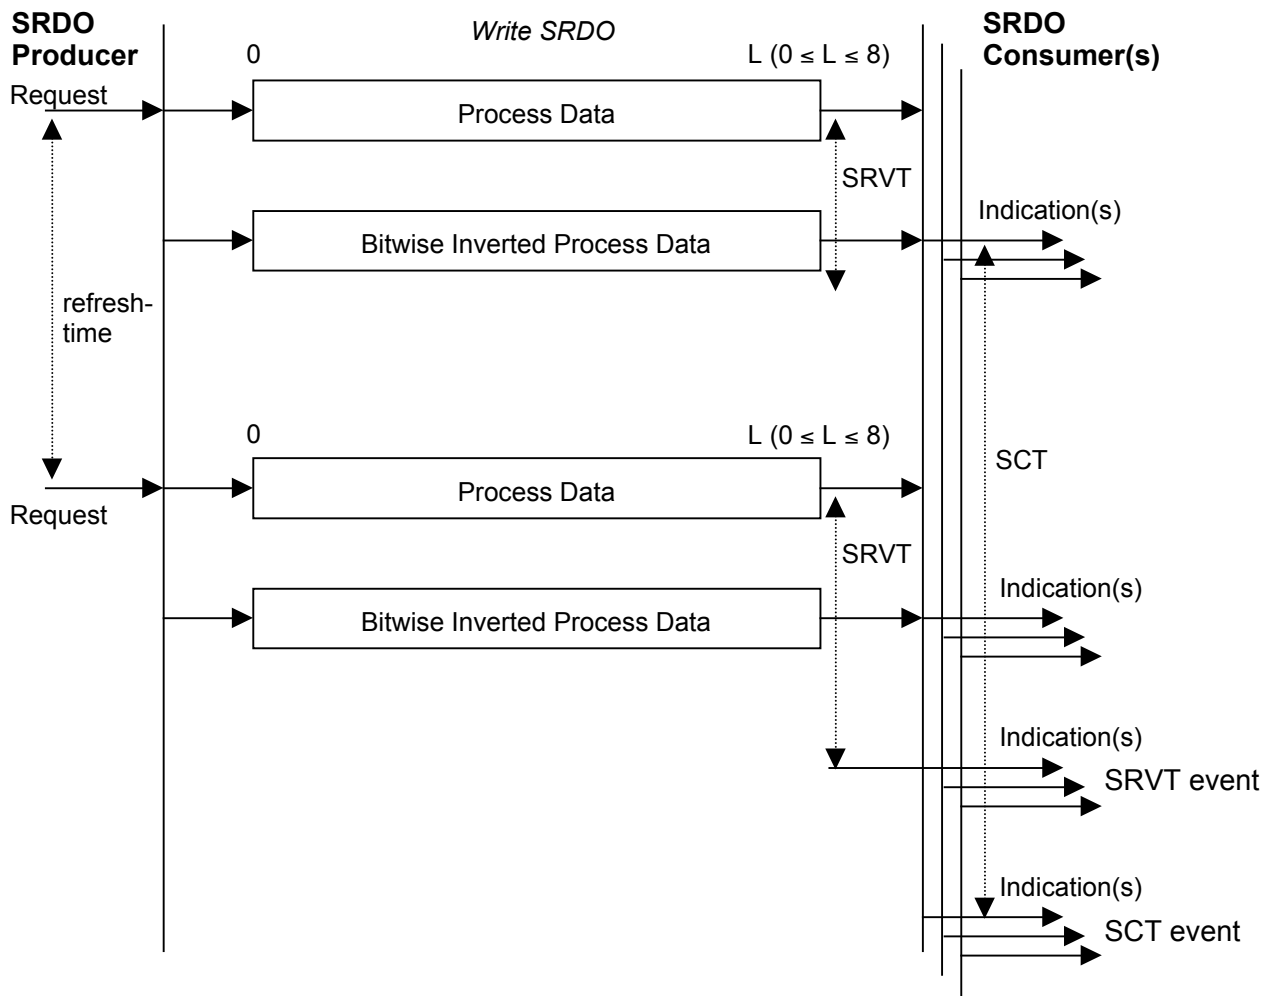 SRDO
Producer
Write SRDO
SRDO
Consumer(s)
0
L (0 ≤ L ≤ 8)
Request
Process Data
SRVT
Indication(s)
Bitwise Inverted Process Data
refresh-
time
0
L (0 ≤ L ≤ 8)
SCT
Process Data
Request
SRVT
Indication(s)
Bitwise Inverted Process Data
Indication(s)
SRVT event
Indication(s)
SCT event